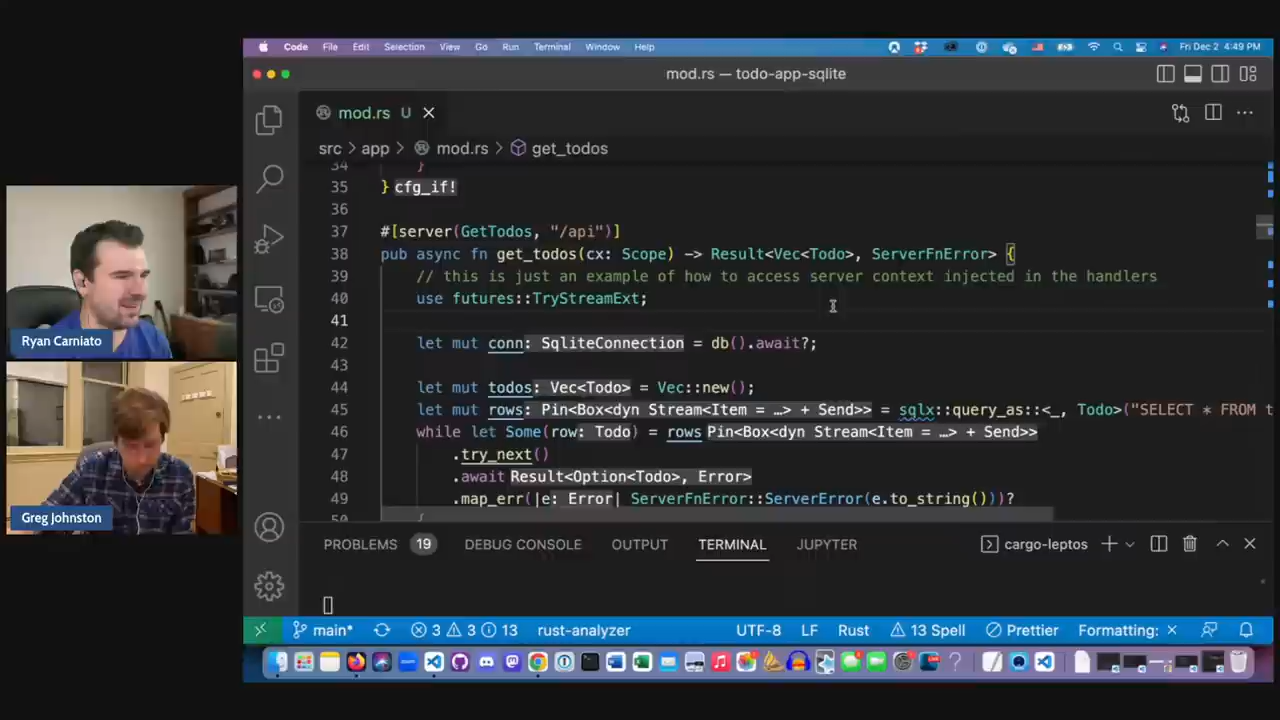 Code File Edit Selection View Go Run Terminal Window Help Fri Dec 2 4:49 PM
mod.rs — todo-app-sqlite
mod.rs U
src > app > mod.rs > get_todos
34 }
35 } cfg_if!
36
37 #[server(GetTodos, "/api")]
38 pub async fn get_todos(cx: Scope) -> Result<Vec<Todo>, ServerFnError> {
39 // this is just an example of how to access server context injected in the handlers
40 use futures::TryStreamExt;
41
42 let mut conn: SqliteConnection = db().await?;
43
44 let mut todos: Vec<Todo> = Vec::new();
45 let mut rows: Pin<Box<dyn Stream<Item = …> + Send>> = sqlx::query_as::<_, Todo>("SELECT * FROM t
46 while let Some(row: Todo) = rows Pin<Box<dyn Stream<Item = …> + Send>>
47 .try_next()
48 .await Result<Option<Todo>, Error>
49 .map_err(|e: Error| ServerFnError::ServerError(e.to_string()))?
50 {
PROBLEMS 19 DEBUG CONSOLE OUTPUT TERMINAL JUPYTER cargo-leptos
main* 3 3 13 rust-analyzer UTF-8 LF Rust 13 Spell Prettier Formatting: ×
Ryan Carniato
Greg Johnston